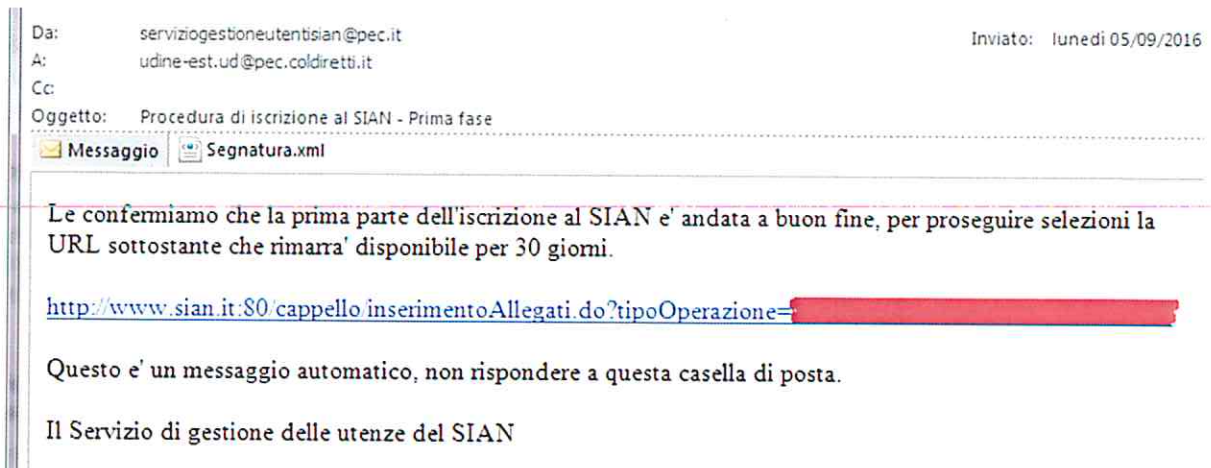 Da: serviziogestioneutentisian@pec.it Inviato: lunedì 05/09/2016
A: udine-est.ud@pec.coldiretti.it
Cc:
Oggetto: Procedura di iscrizione al SIAN - Prima fase
Messaggio Segnatura.xml
Le confermiamo che la prima parte dell'iscrizione al SIAN e' andata a buon fine, per proseguire selezioni la
URL sottostante che rimarra' disponibile per 30 giorni.
http://www.sian.it:80/cappello/inserimentoAllegati.do?tipoOperazione=
Questo e' un messaggio automatico, non rispondere a questa casella di posta.
Il Servizio di gestione delle utenze del SIAN